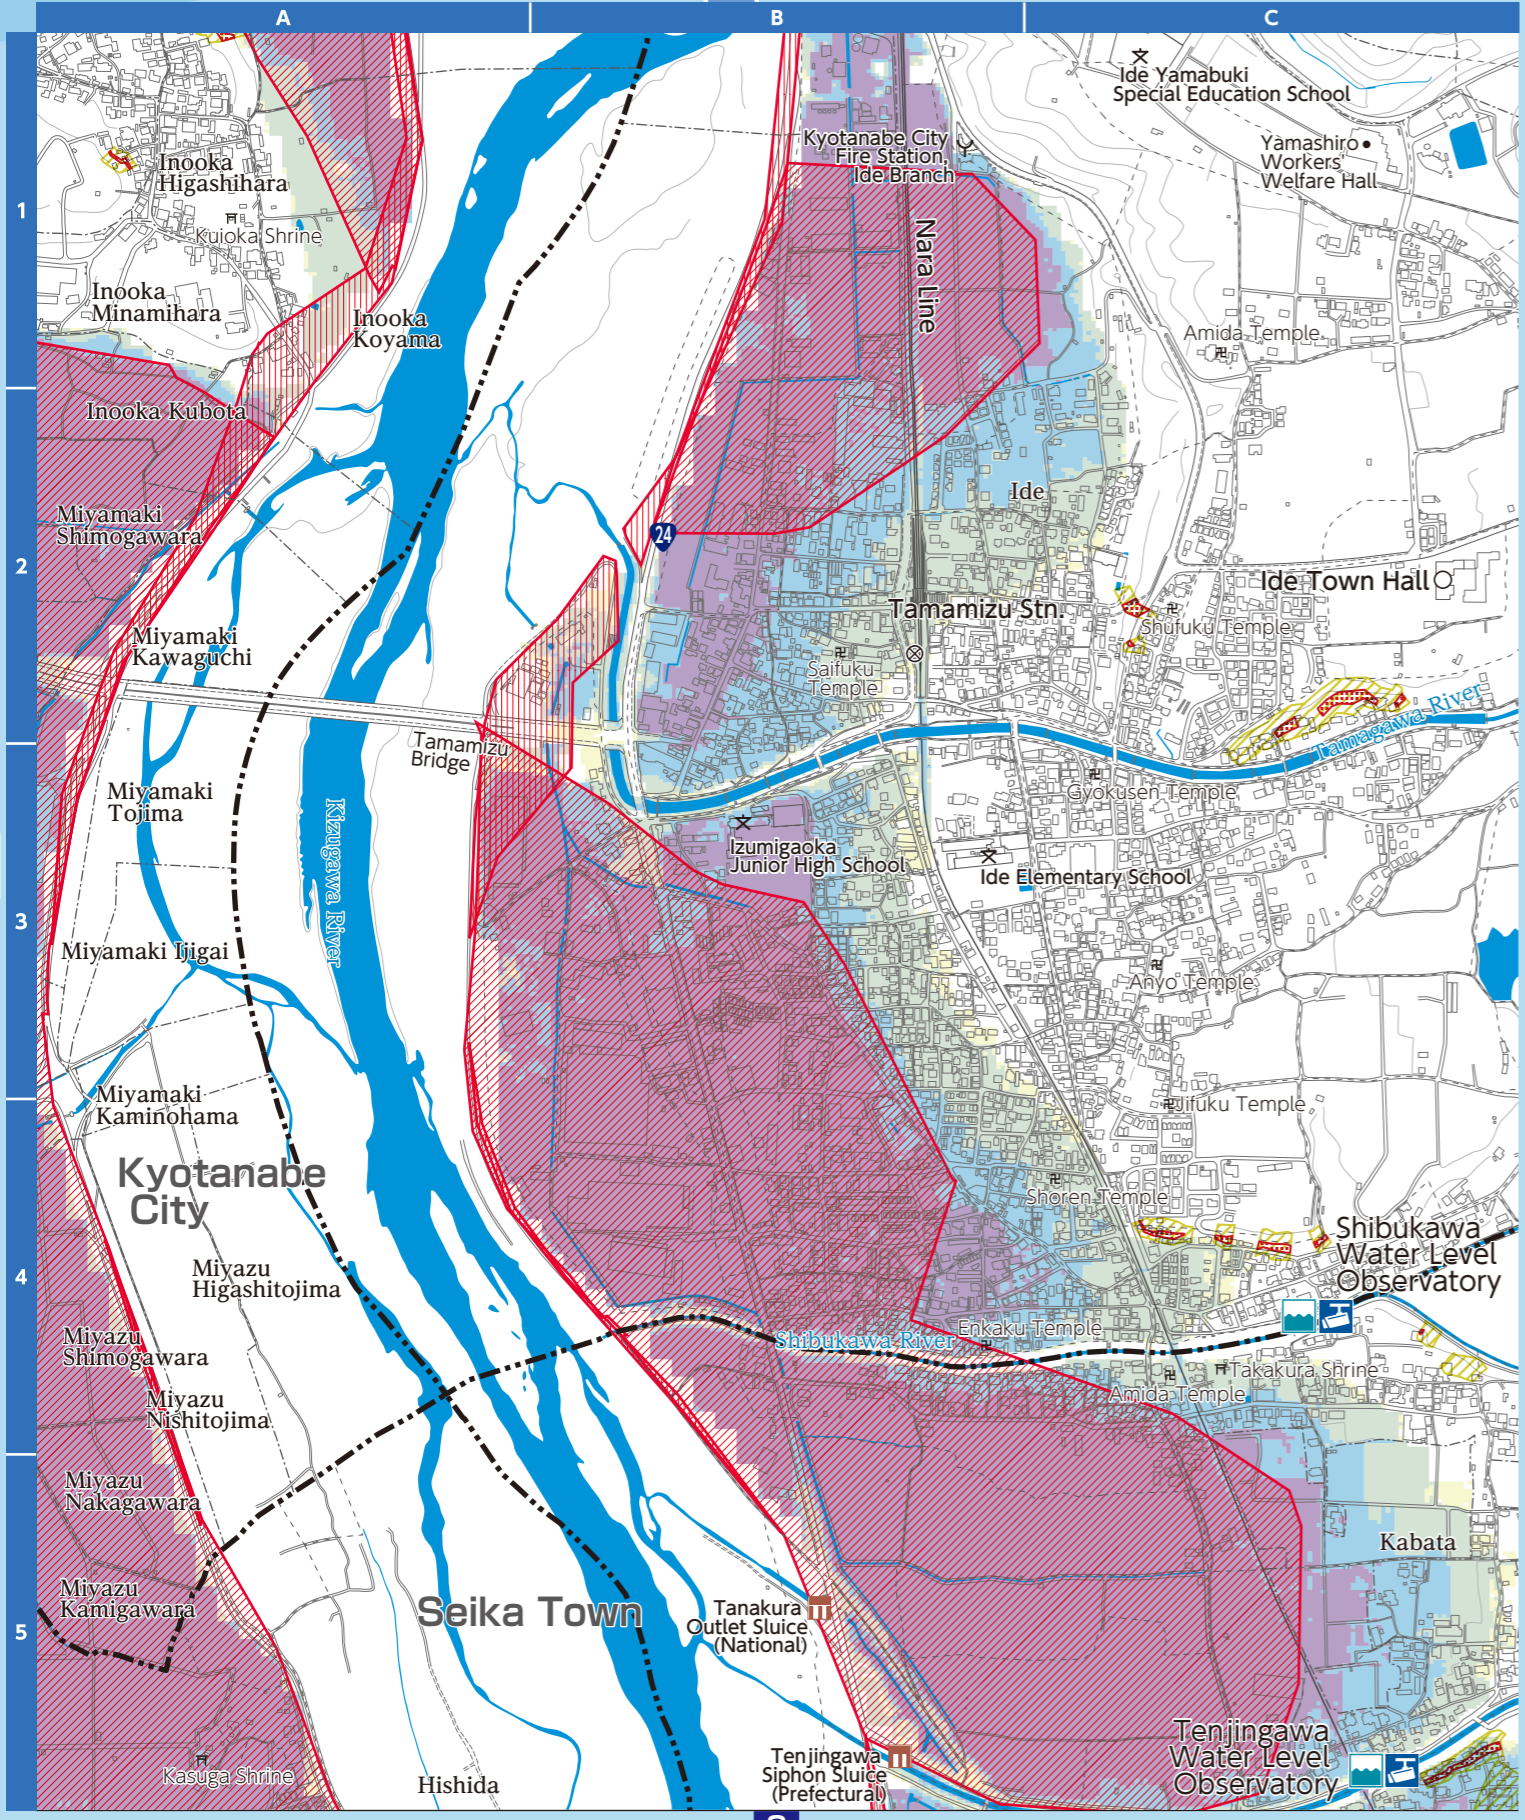 A
B
C
Ide Yamabuki
Special Education School
Kyotanabe City
Fire Station,
Ide Branch
Yamashiro
Workers'
Welfare Hall
Inooka
Higashihara
1
Kuioka Shrine
Nara Line
Inooka
Minamihara
Inooka
Koyama
Amida Temple
Inooka Kubota
Ide
Miyamaki
Shimogawara
24
2
Ide Town Hall
Tamamizu Stn.
Shufuku Temple
Miyamaki
Kawaguchi
Saifuku
Temple
Tamagawa River
Tamamizu
Bridge
Miyamaki
Tojima
Gyokusen Temple
Kizugawa River
Izumigaoka
Junior High School
Ide Elementary School
3
Miyamaki Ijigai
Anyo Temple
Miyamaki
Kaminohama
Jifuku Temple
Kyotanabe
City
Shoren Temple
Shibukawa
Water Level
Observatory
4
Miyazu
Higashitojima
Miyazu
Shimogawara
Shibukawa River
Enkaku Temple
Takakura Shrine
Amida Temple
Miyazu
Nishitojima
Miyazu
Nakagawara
Kabata
Miyazu
Kamigawara
Seika Town
Tanakura
Outlet Sluice
(National)
5
Tenjingawa
Water Level
Observatory
Tenjingawa
Siphon Sluice
(Prefectural)
Kasuga Shrine
Hishida